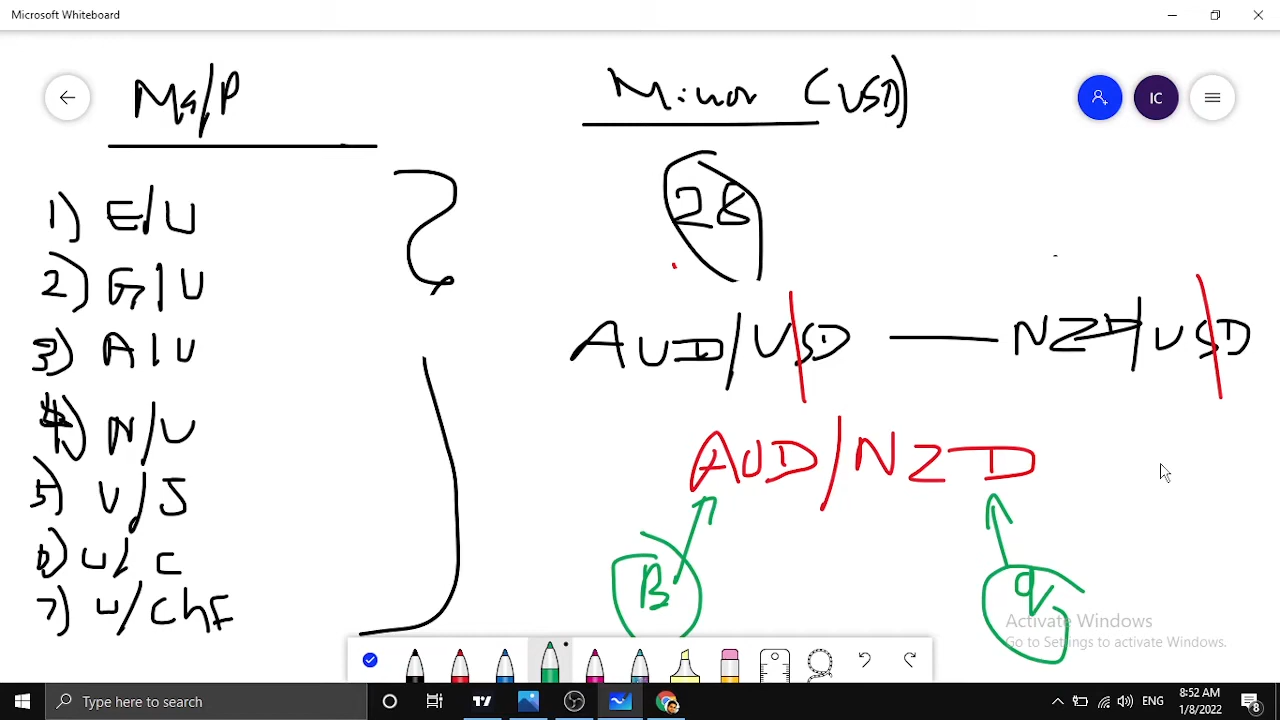 Microsoft Whiteboard
Ma/P
Minor (USD)
IC
28
1) E/U
2) G/U
3) A/U
4) N/U
5) U/J
6) U/C
7) U/Chf
AUD/USD — NZD/USD
AUD/NZD
B
q
Activate Windows
Go to Settings to activate Windows.
Type here to search
ENG
8:52 AM
1/8/2022
8